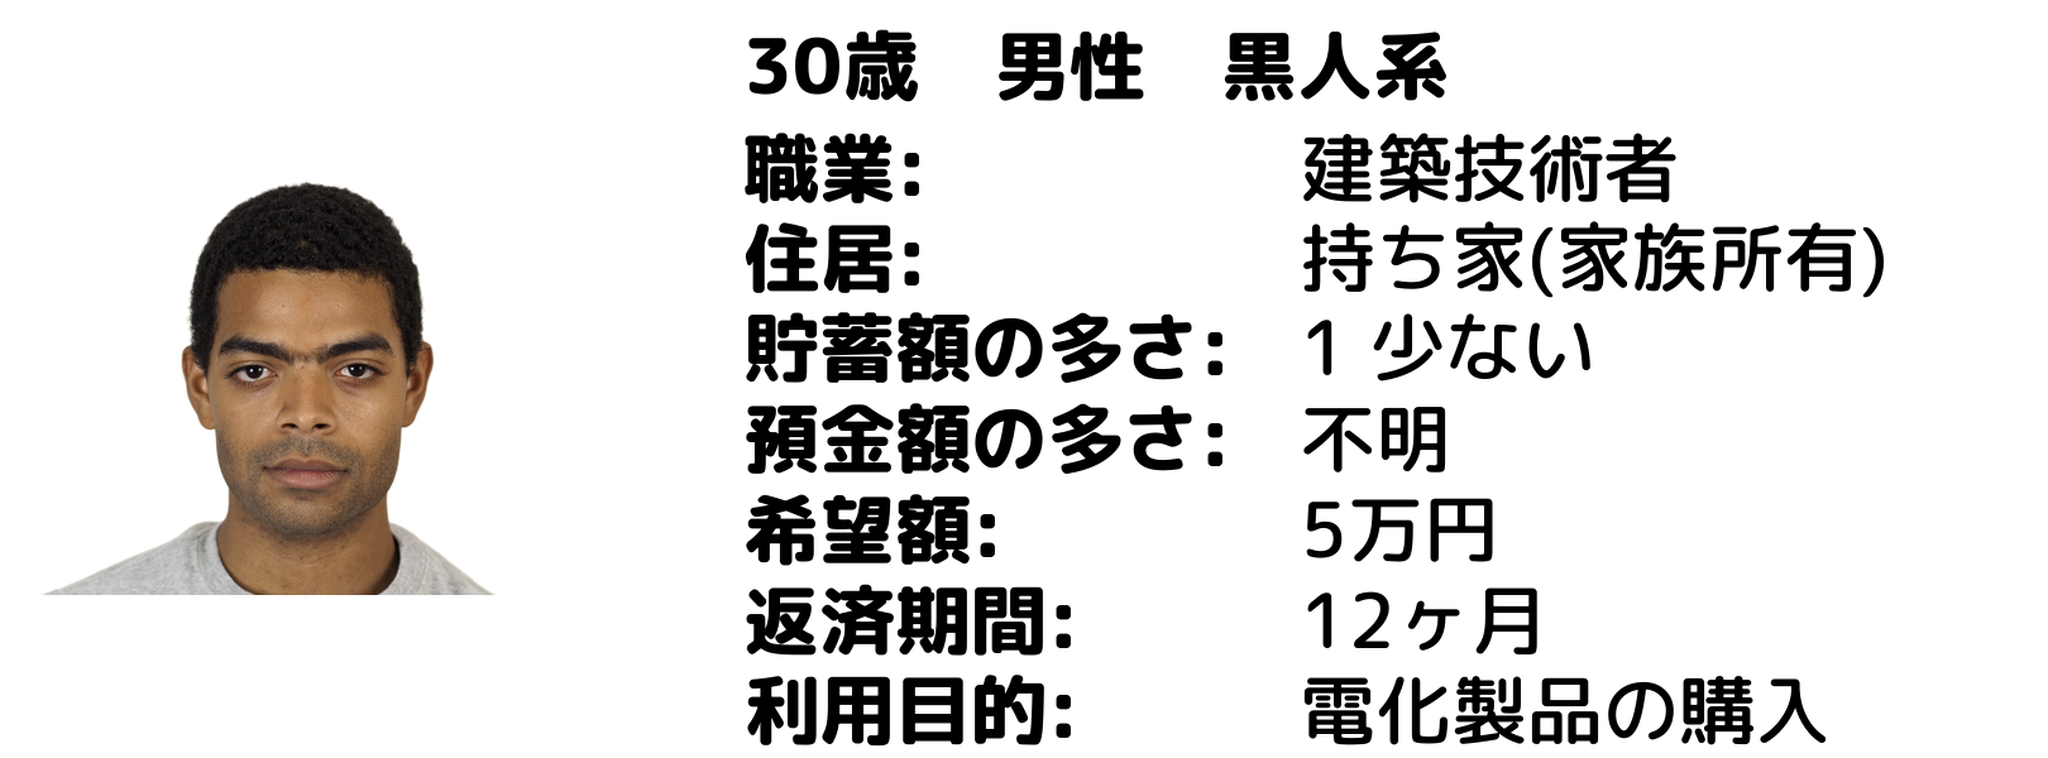 30歳　男性　黒人系
職業: 建築技術者
住居: 持ち家(家族所有)
貯蓄額の多さ: 1 少ない
預金額の多さ: 不明
希望額: 5万円
返済期間: 12ヶ月
利用目的: 電化製品の購入